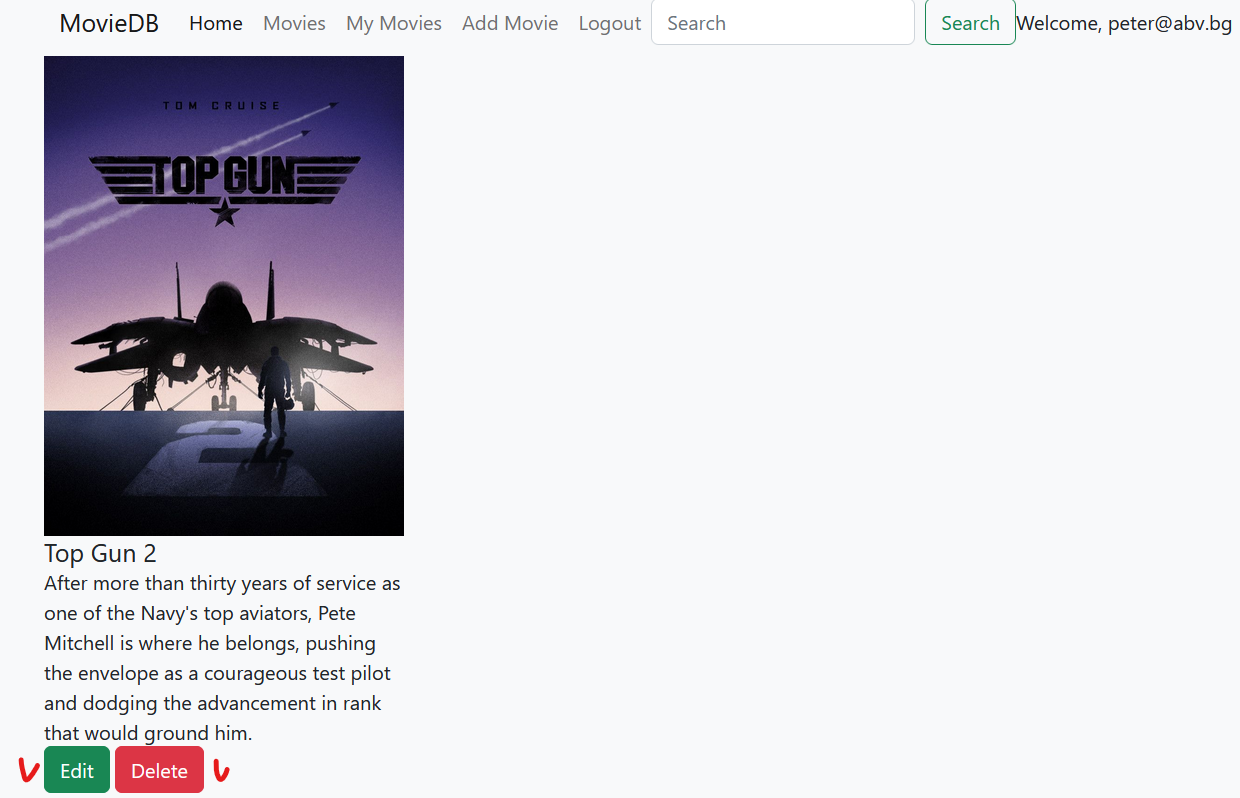 MovieDB Home Movies My Movies Add Movie Logout Search Search Welcome, peter@abv.bg
TOM CRUISE
TOP GUN
2
Top Gun 2
After more than thirty years of service as
one of the Navy's top aviators, Pete
Mitchell is where he belongs, pushing
the envelope as a courageous test pilot
and dodging the advancement in rank
that would ground him.
Edit Delete